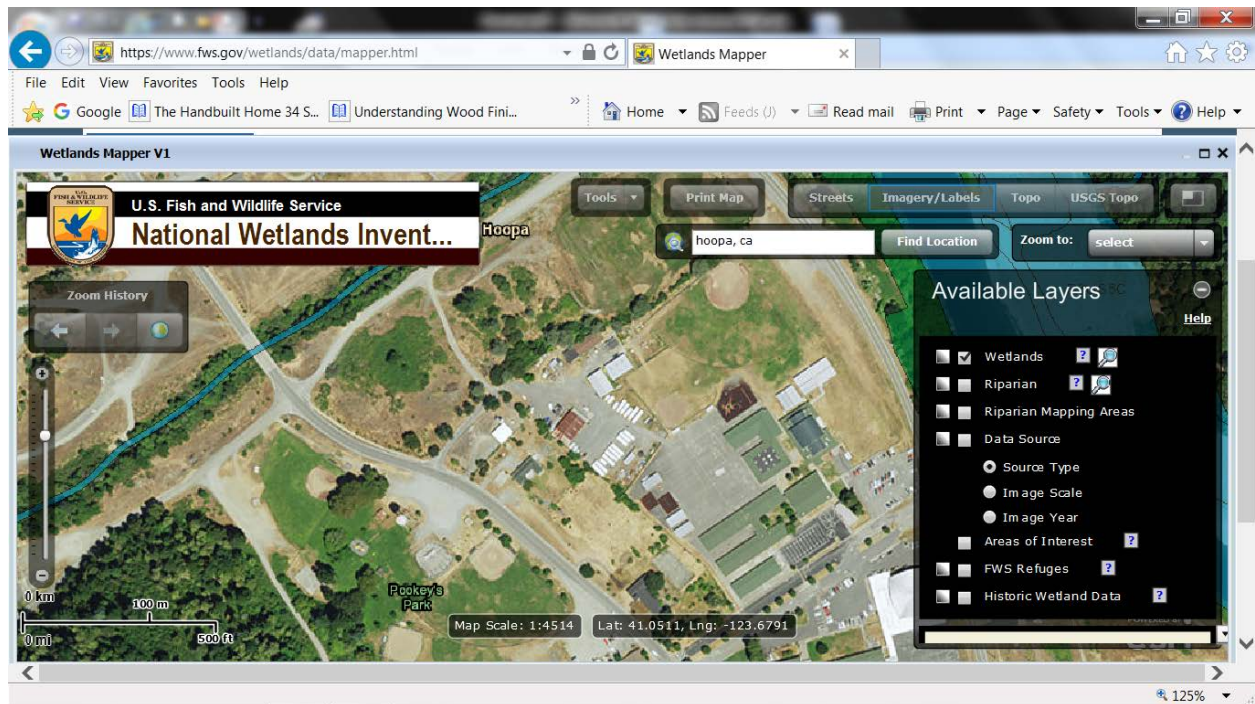 https://www.fws.gov/wetlands/data/mapper.html
Wetlands Mapper
File Edit View Favorites Tools Help
Google The Handbuilt Home 34 S... Understanding Wood Fini... » Home Feeds (J) Read mail Print Page Safety Tools Help
Wetlands Mapper V1
U.S. FISH & WILDLIFE SERVICE
U.S. Fish and Wildlife Service
National Wetlands Invent...
Hoopa
Tools Print Map Streets Imagery/Labels Topo USGS Topo
hoopa, ca Find Location Zoom to: select
Zoom History
Available Layers
Help
Wetlands ?
Riparian ?
Riparian Mapping Areas
Data Source
Source Type
Image Scale
Image Year
Areas of Interest ?
FWS Refuges ?
Historic Wetland Data ?
0 km 100 m
0 mi 500 ft
Pookey's
Park
Map Scale: 1:4514 Lat: 41.0511, Lng: -123.6791
125%